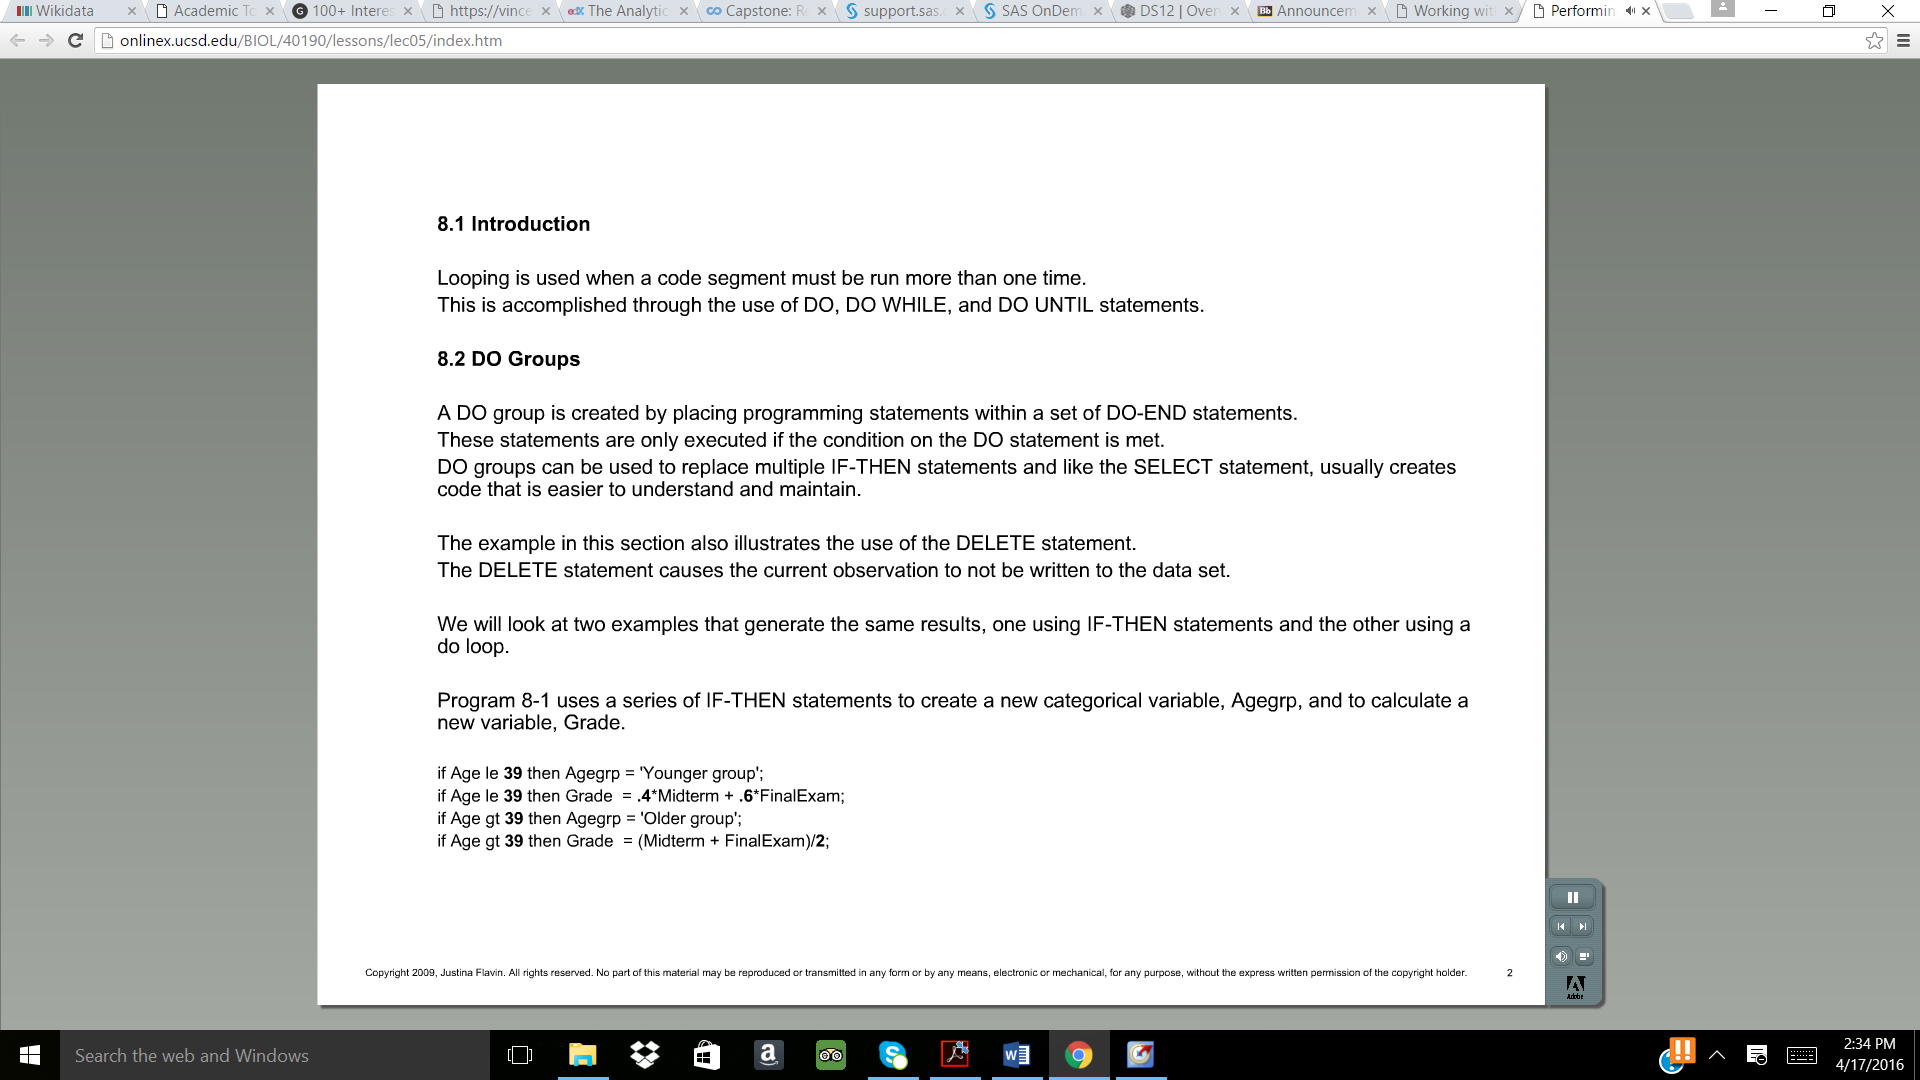 Wikidata
Academic To
100+ Interes
https://vince
The Analytic
Capstone: R
support.sas.c
SAS OnDem
DS12 | Over
Announcem
Working wit
Performin
onlinex.ucsd.edu/BIOL/40190/lessons/lec05/index.htm
8.1 Introduction
Looping is used when a code segment must be run more than one time.
This is accomplished through the use of DO, DO WHILE, and DO UNTIL statements.
8.2 DO Groups
A DO group is created by placing programming statements within a set of DO-END statements.
These statements are only executed if the condition on the DO statement is met.
DO groups can be used to replace multiple IF-THEN statements and like the SELECT statement, usually creates
code that is easier to understand and maintain.
The example in this section also illustrates the use of the DELETE statement.
The DELETE statement causes the current observation to not be written to the data set.
We will look at two examples that generate the same results, one using IF-THEN statements and the other using a
do loop.
Program 8-1 uses a series of IF-THEN statements to create a new categorical variable, Agegrp, and to calculate a
new variable, Grade.
if Age le 39 then Agegrp = 'Younger group';
if Age le 39 then Grade  = .4*Midterm + .6*FinalExam;
if Age gt 39 then Agegrp = 'Older group';
if Age gt 39 then Grade  = (Midterm + FinalExam)/2;
Copyright 2009, Justina Flavin. All rights reserved. No part of this material may be reproduced or transmitted in any form or by any means, electronic or mechanical, for any purpose, without the express written permission of the copyright holder.
2
Adobe
Search the web and Windows
2:34 PM
4/17/2016